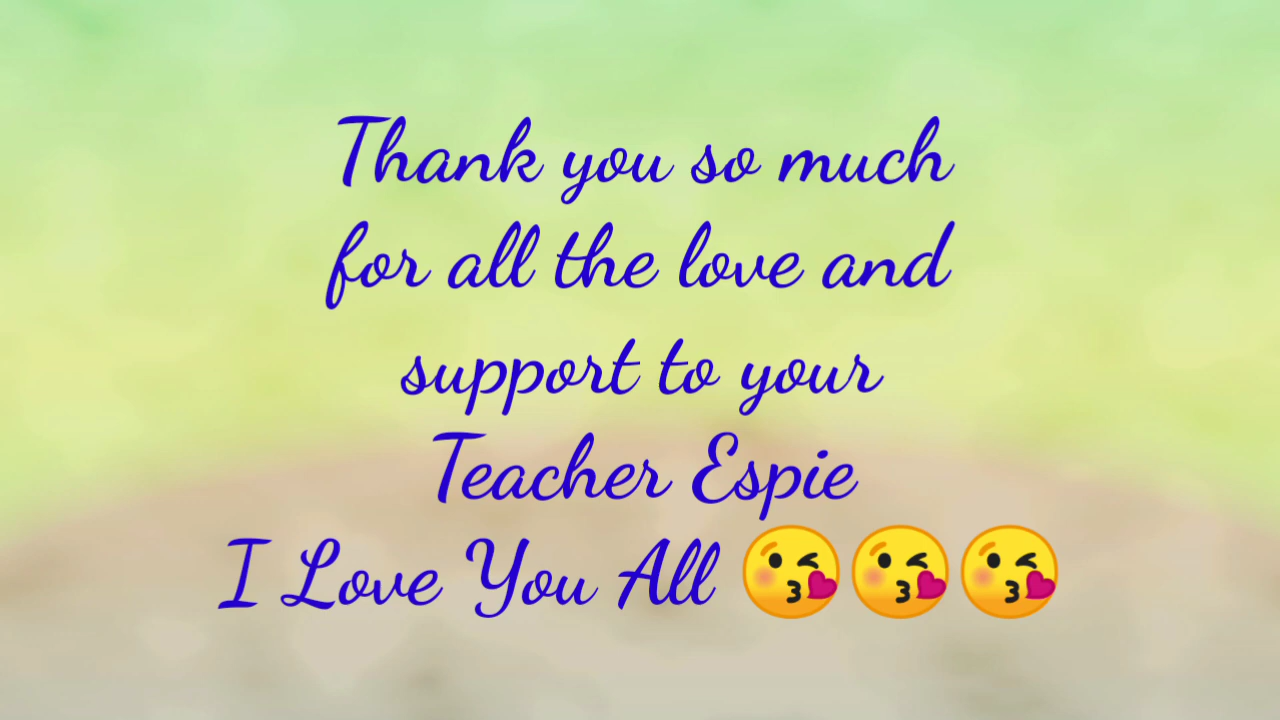 Thank you so much
for all the love and
support to your
Teacher Espie
I Love You All 😘😘😘